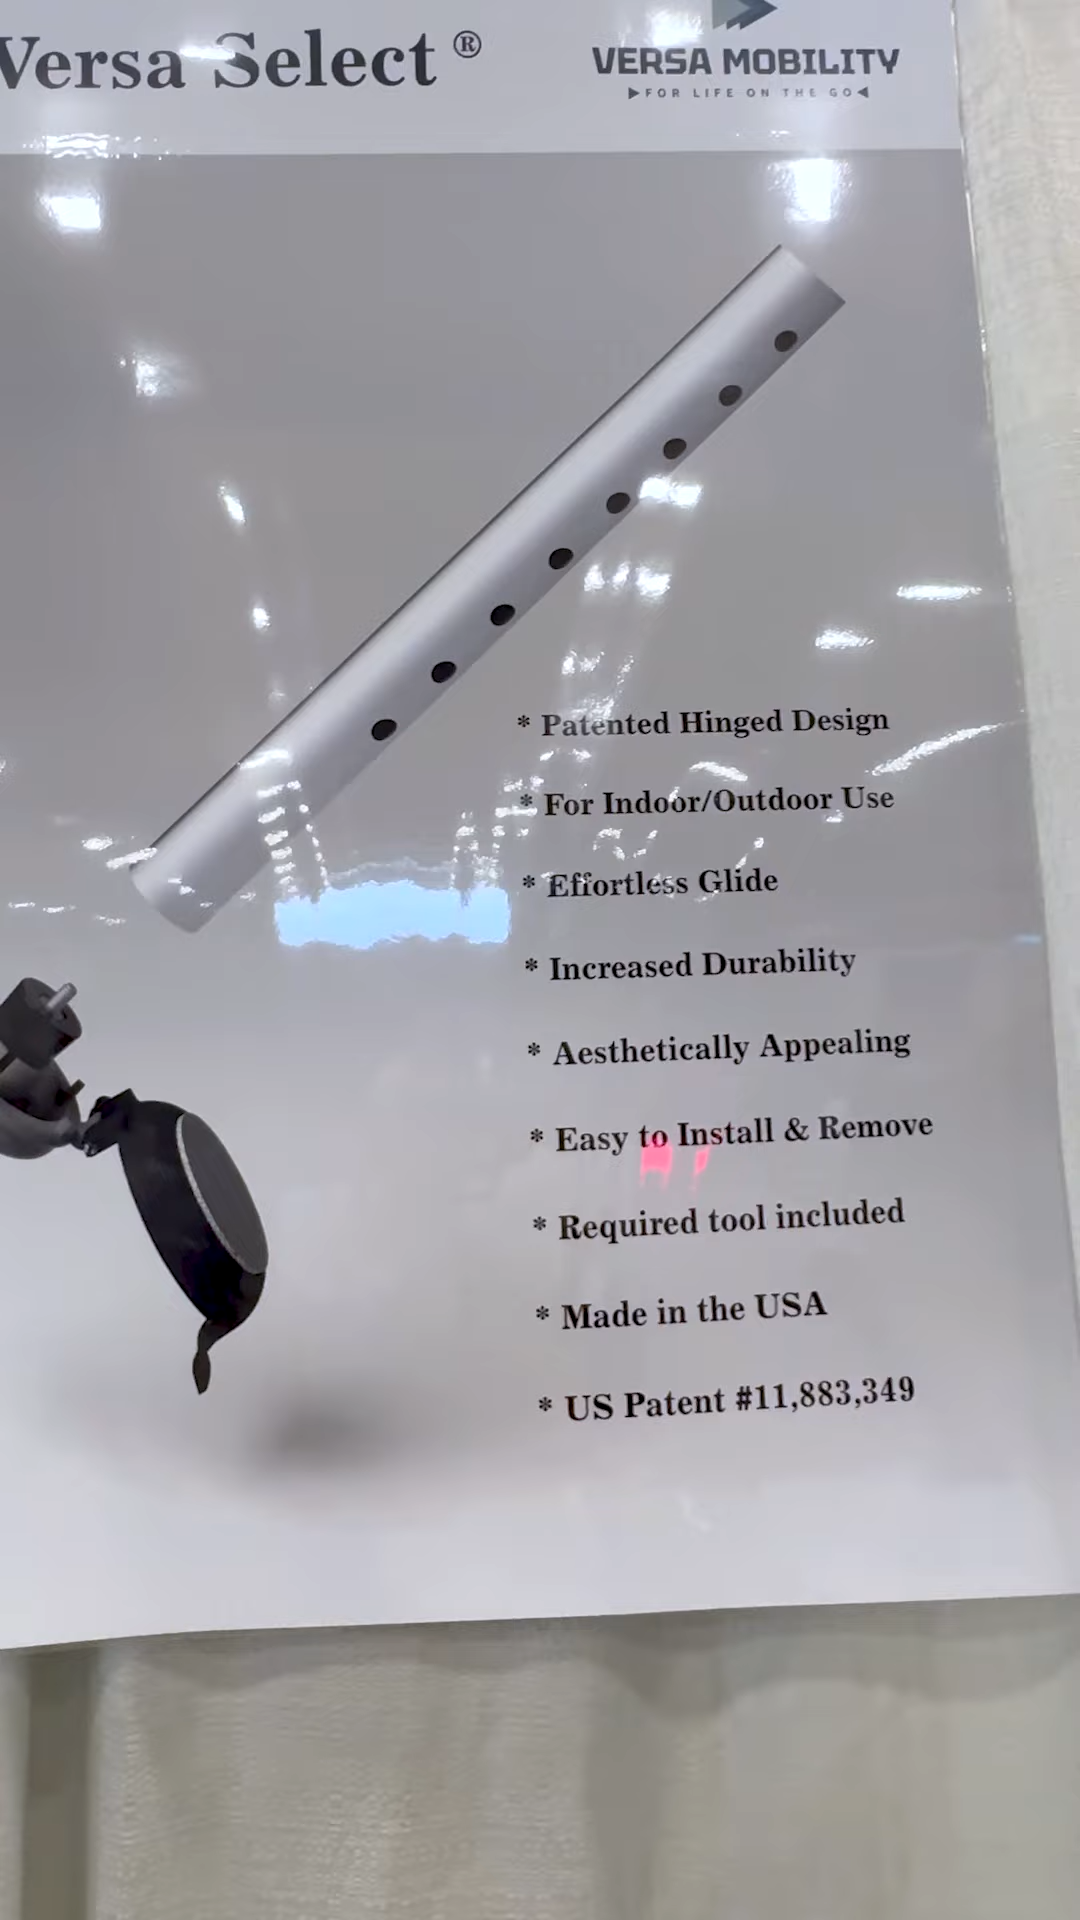 Versa Select ®
VERSA MOBILITY
FOR LIFE ON THE GO
* Patented Hinged Design
* For Indoor/Outdoor Use
* Effortless Glide
* Increased Durability
* Aesthetically Appealing
* Easy to Install & Remove
* Required tool included
* Made in the USA
* US Patent #11,883,349